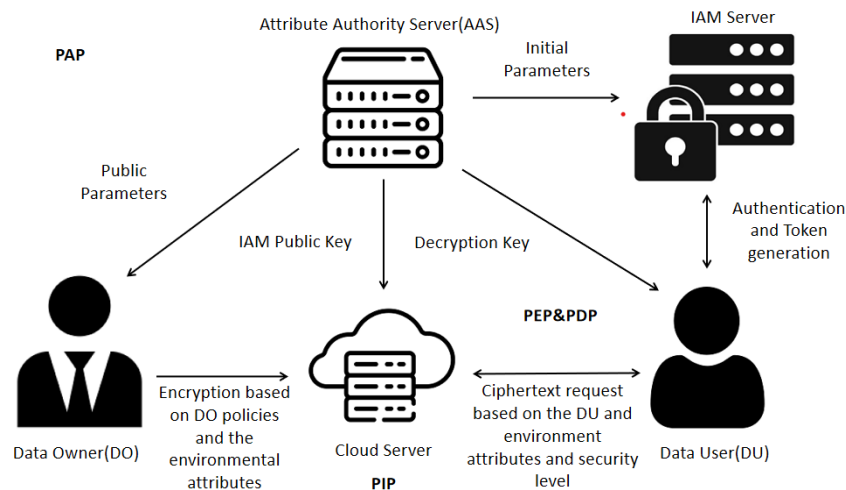 Attribute Authority Server(AAS)
IAM Server
PAP
Initial
Parameters
Public
Parameters
IAM Public Key
Decryption Key
Authentication
and Token
generation
PEP&PDP
Encryption based
on DO policies
and the
environmental
attributes
Ciphertext request
based on the DU and
environment
attributes and security
level
Data Owner(DO)
Cloud Server
Data User(DU)
PIP